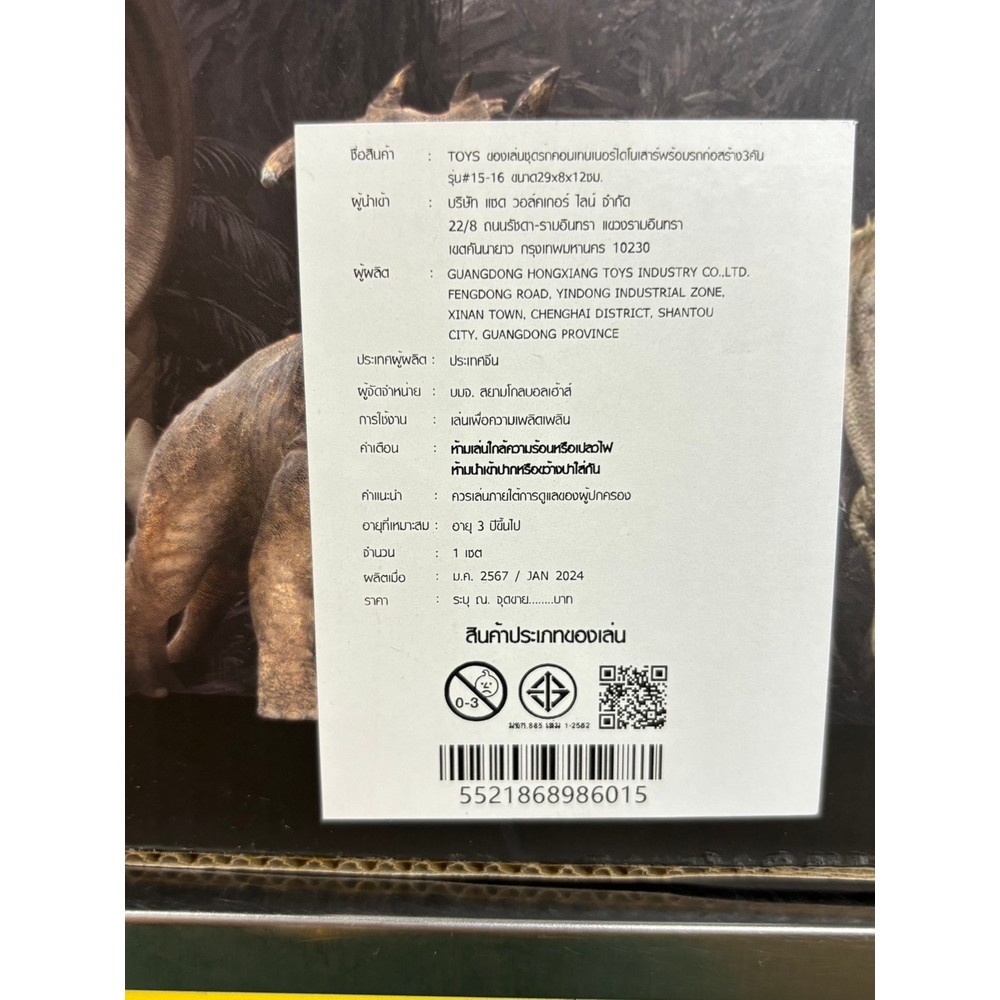 ชื่อสินค้า : TOYS ของเล่นชุดรถคอนเทนเนอร์ไดโนเสาร์พร้อมรถก่อสร้าง3คัน
รุ่น#15-16 ขนาด29x8x12ซม.
ผู้นำเข้า : บริษัท แซด วอล์คเกอร์ ไลน์ จำกัด
22/8 ถนนรัชดา-รามอินทรา แขวงรามอินทรา
เขตคันนายาว กรุงเทพมหานคร 10230
ผู้ผลิต : GUANGDONG HONGXIANG TOYS INDUSTRY CO.,LTD.
FENGDONG ROAD, YINDONG INDUSTRIAL ZONE,
XINAN TOWN, CHENGHAI DISTRICT, SHANTOU
CITY, GUANGDONG PROVINCE
ประเทศผู้ผลิต : ประเทศจีน
ผู้จัดจำหน่าย : บมจ. สยามโกลบอลเฮ้าส์
การใช้งาน : เล่นเพื่อความเพลิดเพลิน
คำเตือน : ห้ามเล่นใกล้ความร้อนหรือเปลวไฟ
ห้ามนำเข้าปากหรือขว้างปาใส่กัน
คำแนะนำ : ควรเล่นภายใต้การดูแลของผู้ปกครอง
อายุที่เหมาะสม : อายุ 3 ปีขึ้นไป
จำนวน : 1 เซต
ผลิตเมื่อ : ม.ค. 2567 / JAN 2024
ราคา : ระบุ ณ. จุดขาย........บาท
สินค้าประเภทของเล่น
0-3
มอก.685 เล่ม 1-2562
5521868986015